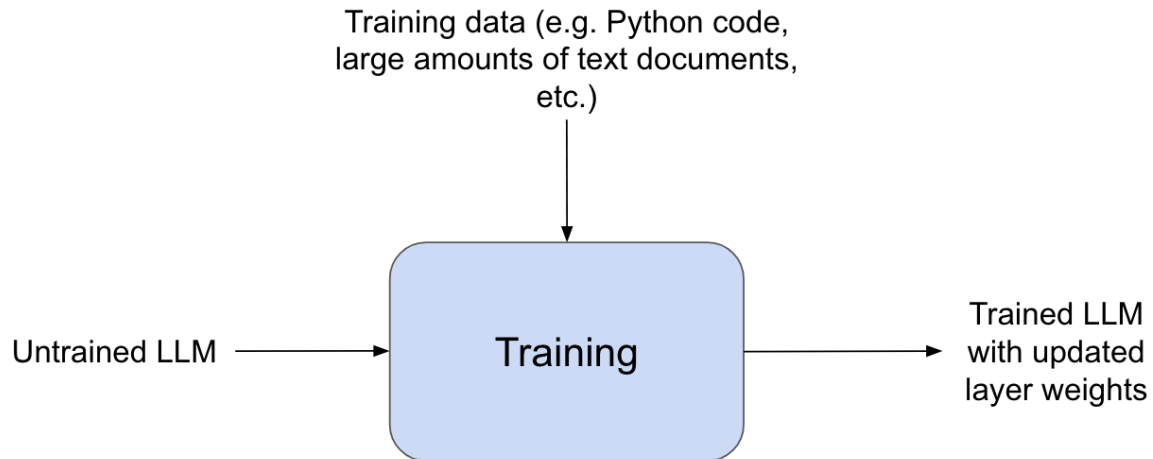 Training data (e.g. Python code,
large amounts of text documents,
etc.)
Untrained LLM
Training
Trained LLM
with updated
layer weights